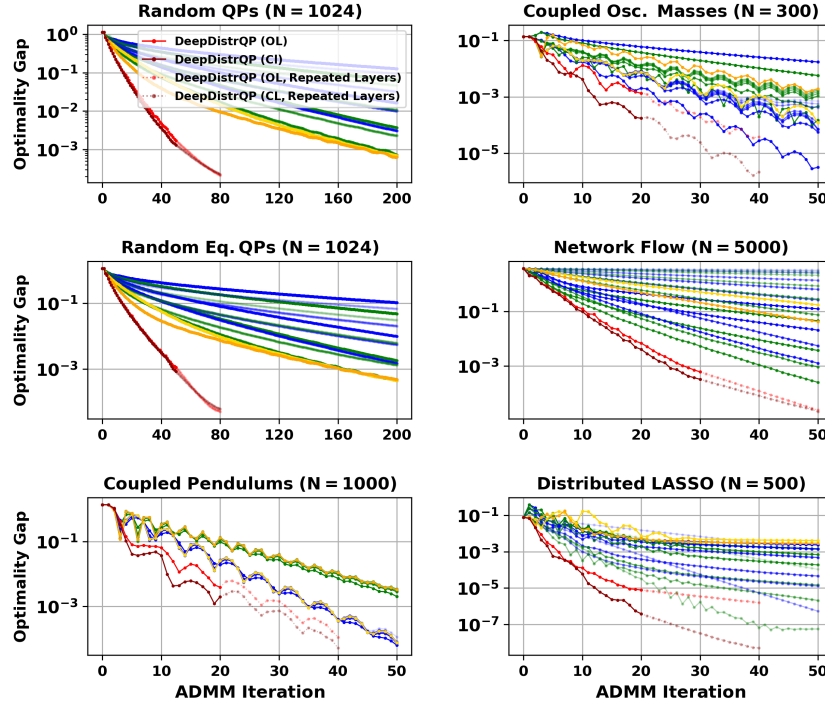 Random QPs (N = 1024)
Optimality Gap
10⁰
10⁻¹
10⁻²
10⁻³
DeepDistrQP (OL)
DeepDistrQP (Cl)
DeepDistrQP (OL, Repeated Layers)
DeepDistrQP (CL, Repeated Layers)
0 40 80 120 160 200
Coupled Osc. Masses (N = 300)
10⁻¹
10⁻³
10⁻⁵
0 10 20 30 40 50
Random Eq. QPs (N = 1024)
Optimality Gap
10⁻¹
10⁻³
0 40 80 120 160 200
Network Flow (N = 5000)
10⁻¹
10⁻³
0 10 20 30 40 50
Coupled Pendulums (N = 1000)
Optimality Gap
10⁻¹
10⁻³
0 10 20 30 40 50
ADMM Iteration
Distributed LASSO (N = 500)
10⁻¹
10⁻³
10⁻⁵
10⁻⁷
0 10 20 30 40 50
ADMM Iteration